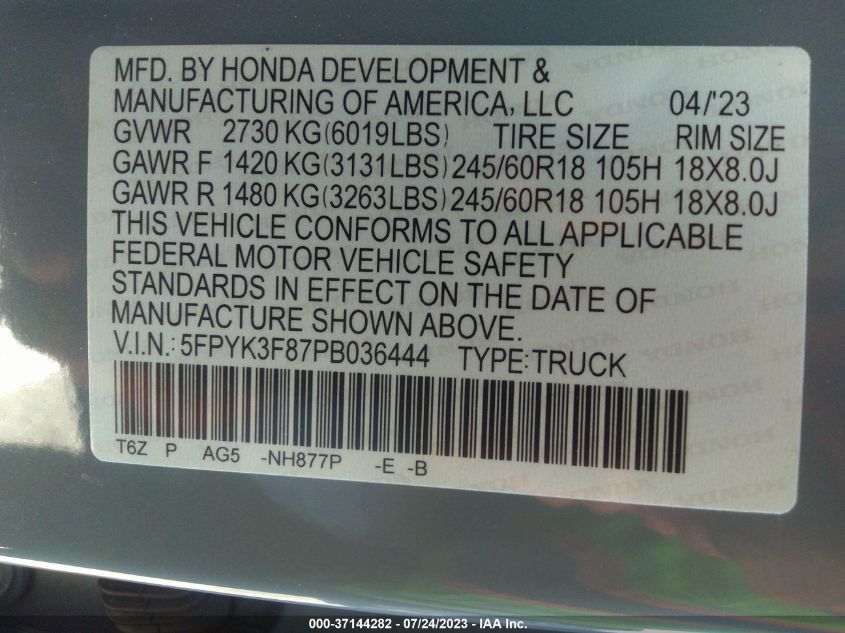 MFD. BY HONDA DEVELOPMENT &
MANUFACTURING OF AMERICA, LLC 04/'23
GVWR 2730 KG(6019LBS) TIRE SIZE RIM SIZE
GAWR F 1420 KG(3131LBS) 245/60R18 105H 18X8.0J
GAWR R 1480 KG(3263LBS) 245/60R18 105H 18X8.0J
THIS VEHICLE CONFORMS TO ALL APPLICABLE
FEDERAL MOTOR VEHICLE SAFETY
STANDARDS IN EFFECT ON THE DATE OF
MANUFACTURE SHOWN ABOVE.
V.I.N.: 5FPYK3F87PB036444 TYPE: TRUCK
T6Z P AG5 -NH877P -E -B
000-37144282 - 07/24/2023 - IAA Inc.